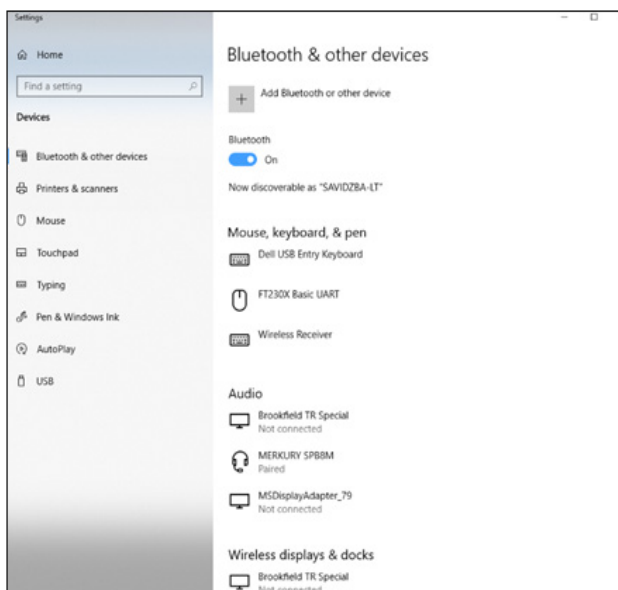 Settings
Home
Find a setting
Devices
Bluetooth & other devices
Printers & scanners
Mouse
Touchpad
Typing
Pen & Windows Ink
AutoPlay
USB
Bluetooth & other devices
Add Bluetooth or other device
Bluetooth
On
Now discoverable as "SAVIDZBA-LT"
Mouse, keyboard, & pen
Dell USB Entry Keyboard
FT230X Basic UART
Wireless Receiver
Audio
Brookfield TR Special
Not connected
MERKURY SPB8M
Paired
MSDisplayAdapter_79
Not connected
Wireless displays & docks
Brookfield TR Special
Not connected